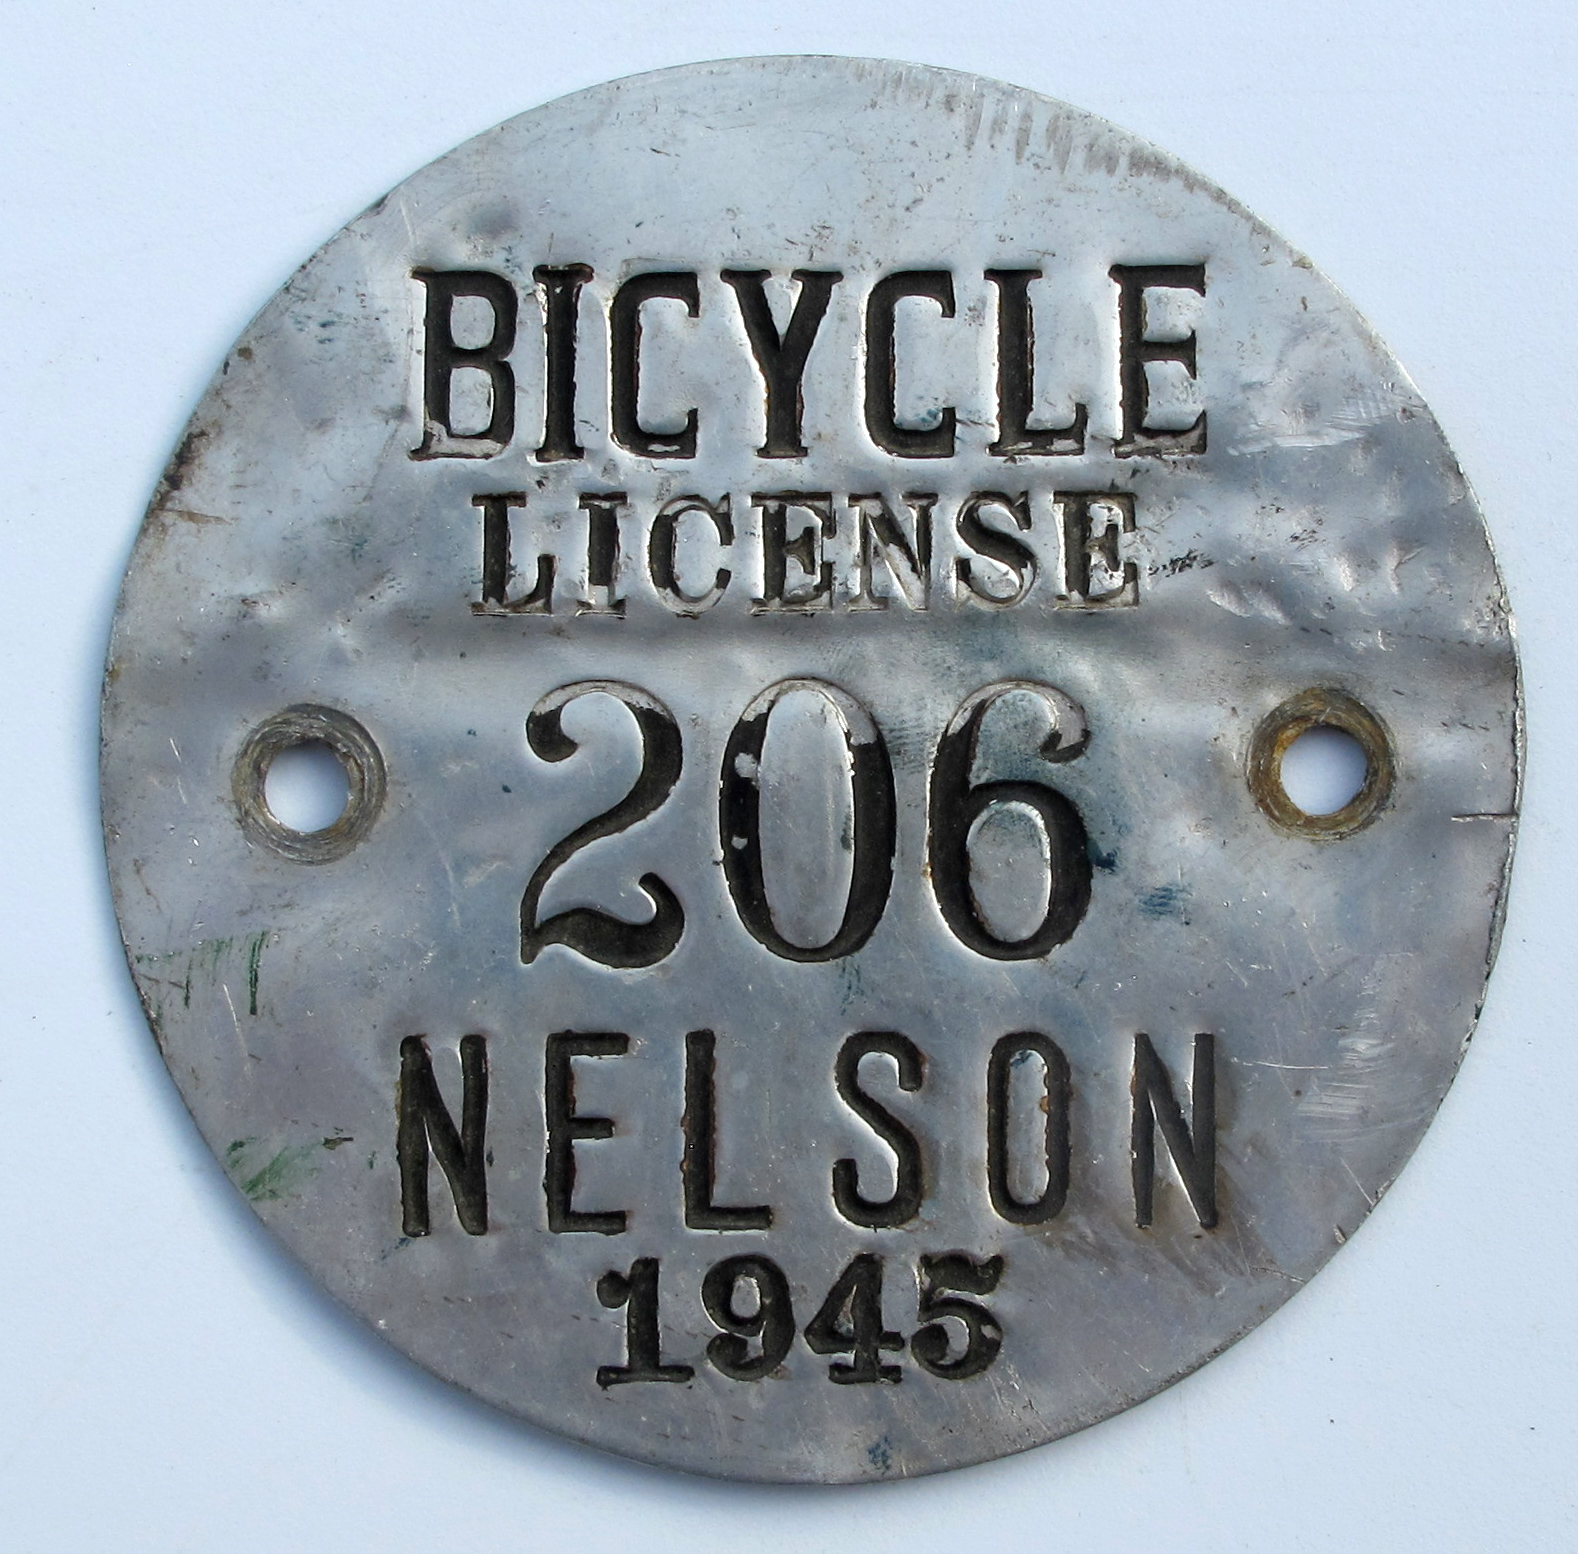 BICYCLE
LICENSE
206
NELSON
1945